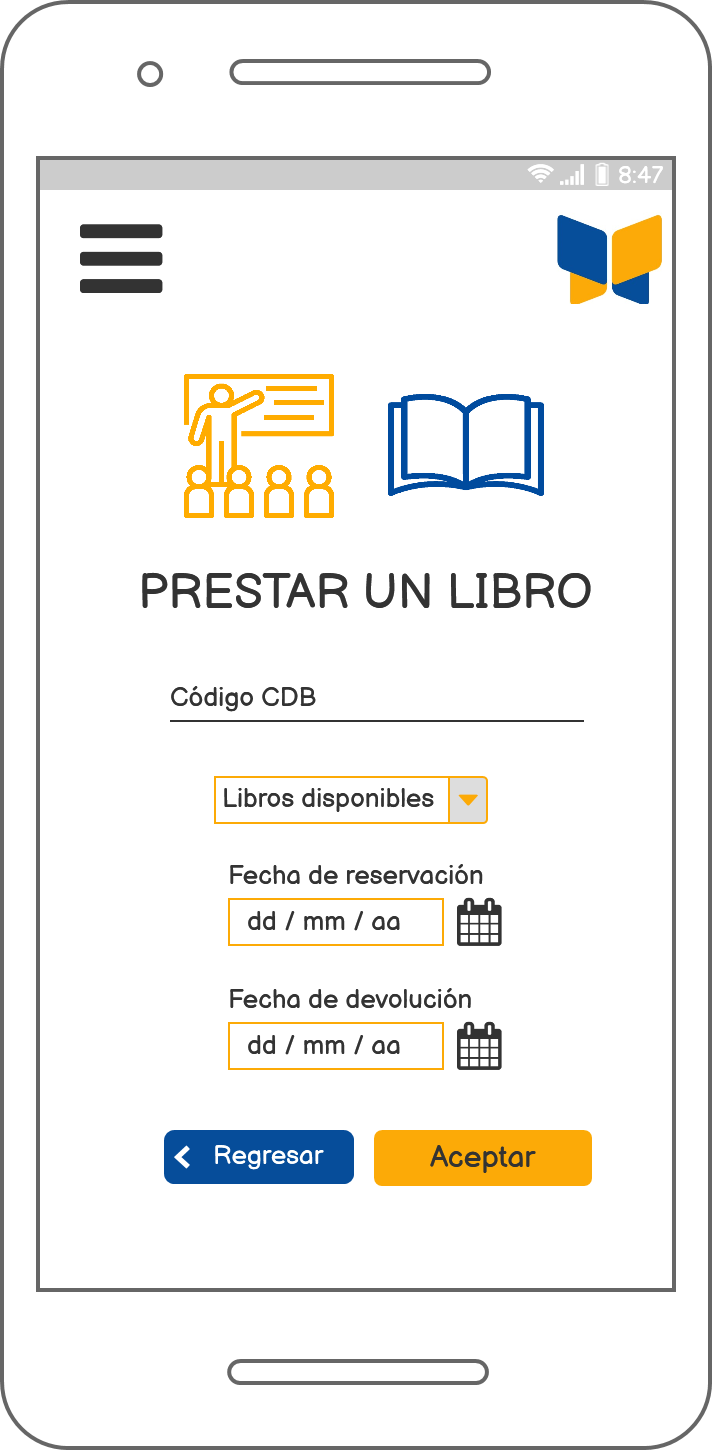 8:47
PRESTAR UN LIBRO
Código CDB
Libros disponibles
Fecha de reservación
dd / mm / aa
Fecha de devolución
dd / mm / aa
Regresar
Aceptar